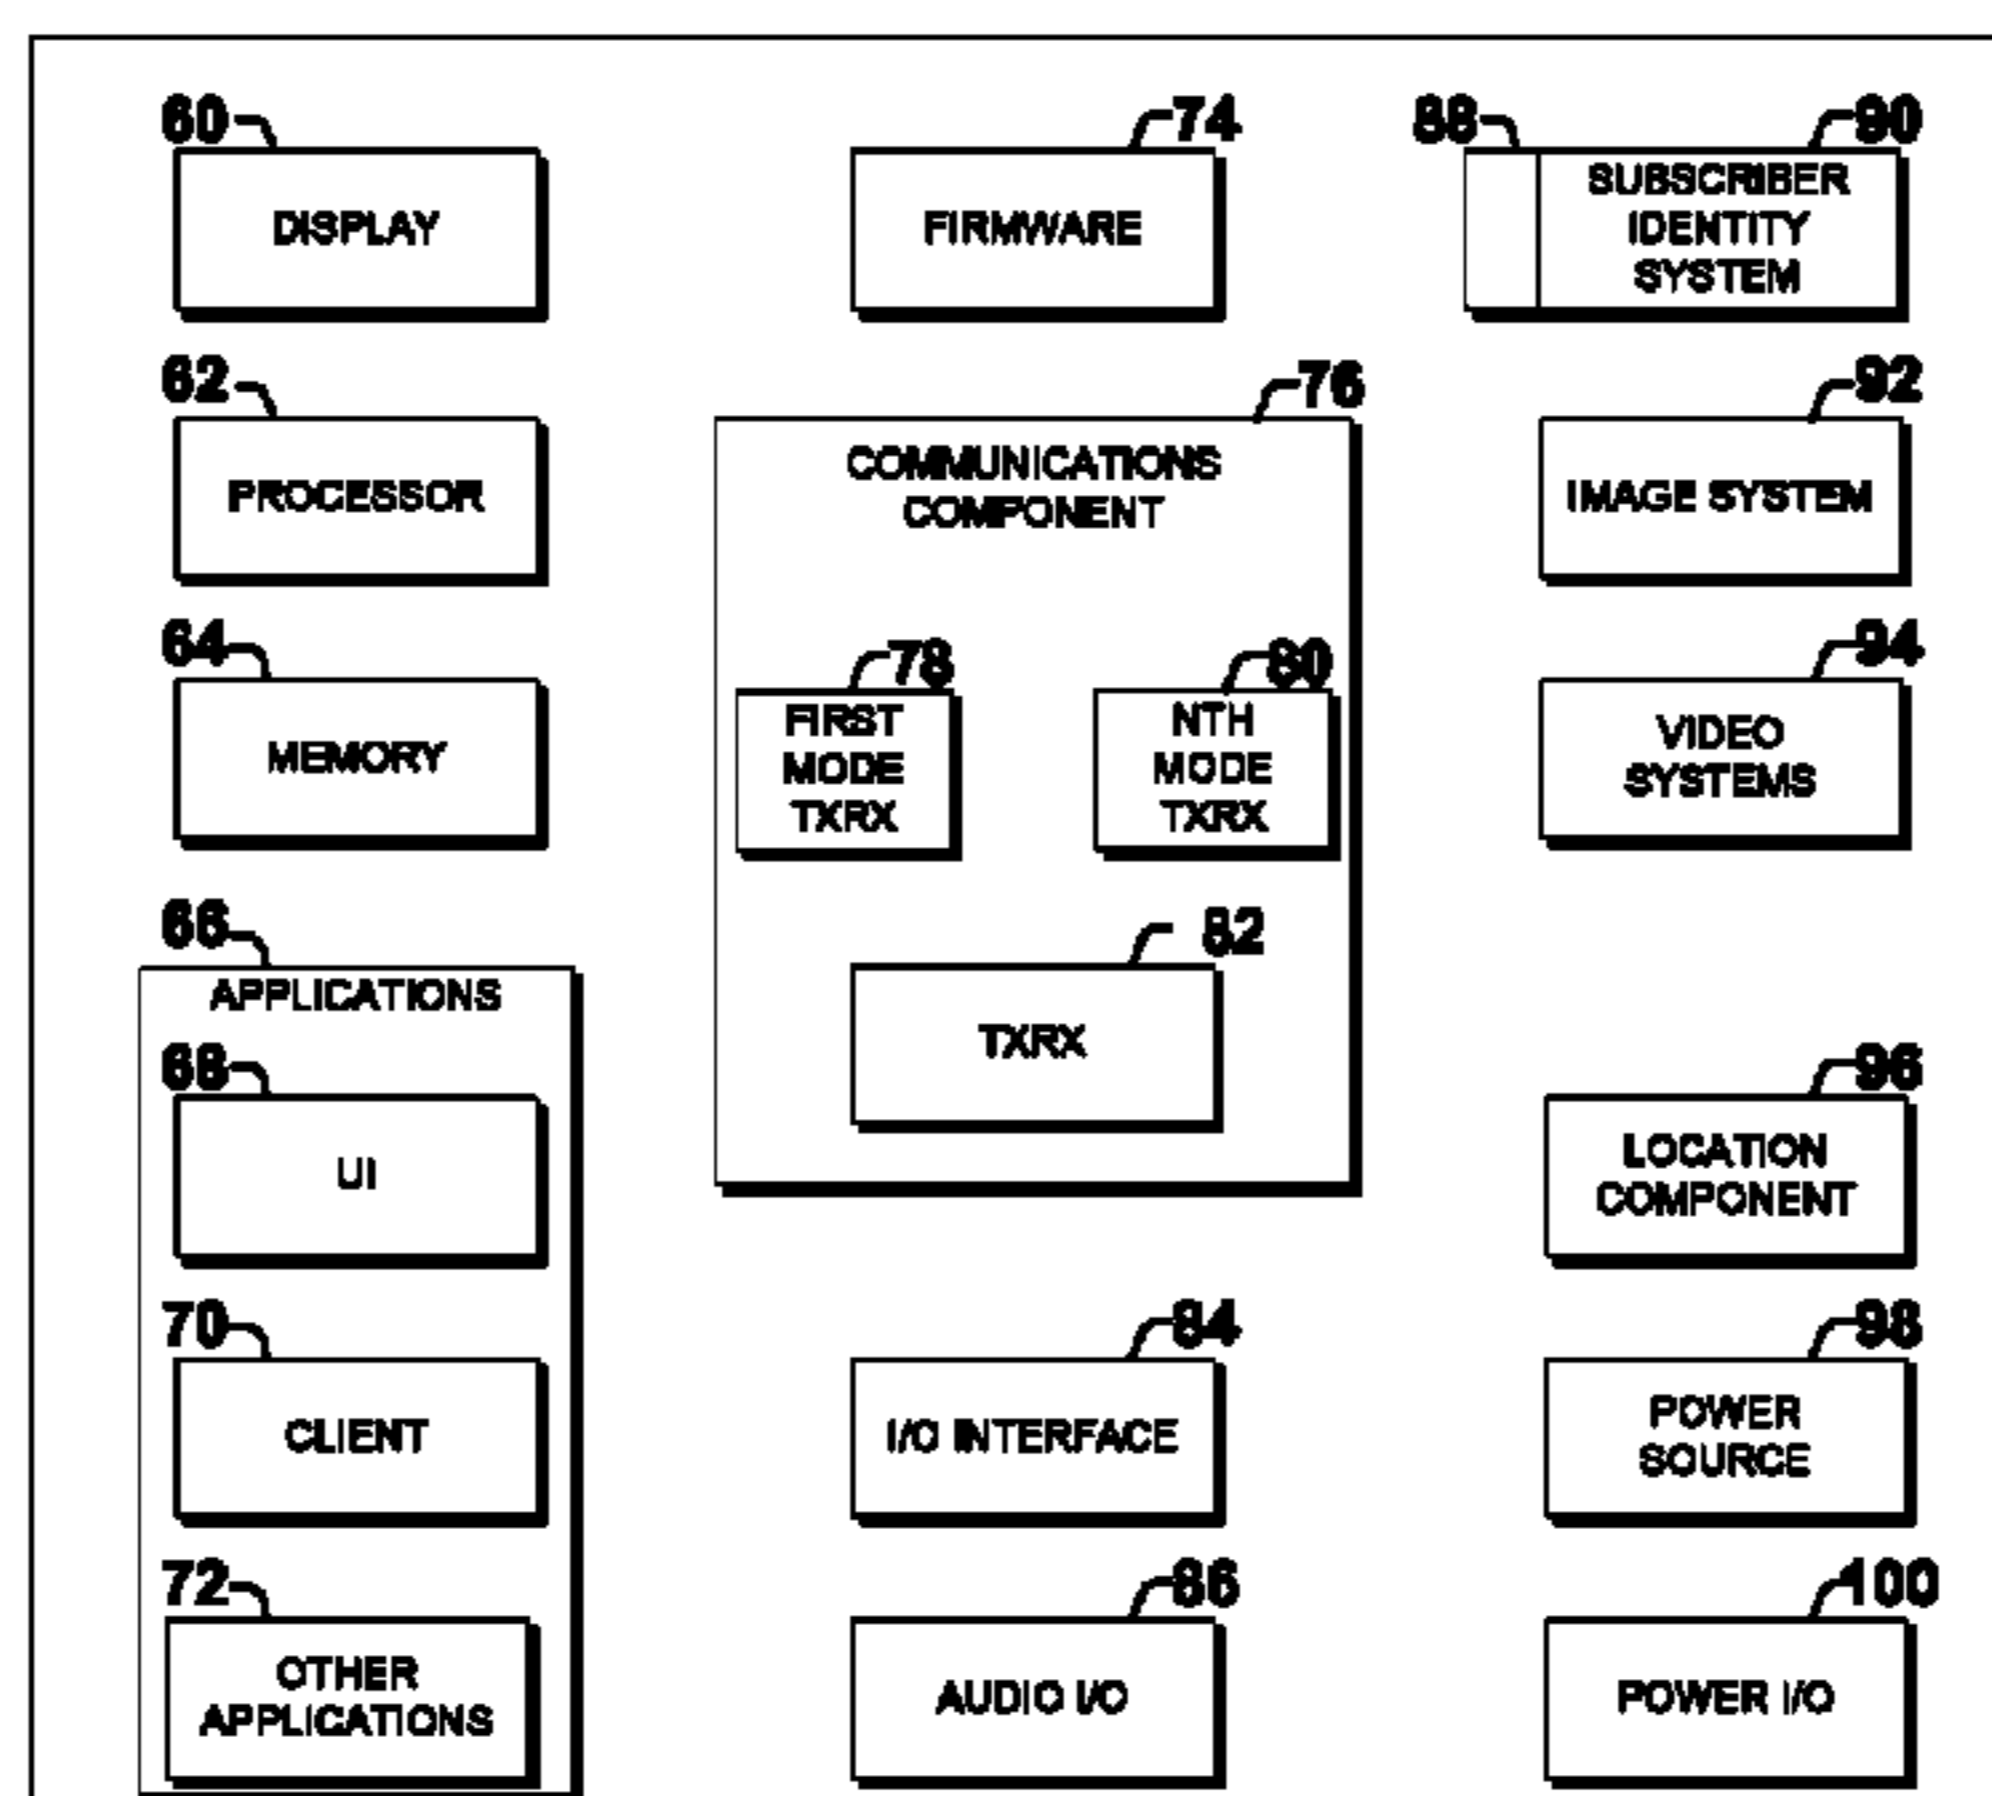 60
DISPLAY
62
PROCESSOR
64
MEMORY
66
APPLICATIONS
68
UI
70
CLIENT
72
OTHER
APPLICATIONS
74
FIRMWARE
76
COMMUNICATIONS
COMPONENT
78
FIRST
MODE
TXRX
80
NTH
MODE
TXRX
82
TXRX
84
I/O INTERFACE
86
AUDIO I/O
88
90
SUBSCRIBER
IDENTITY
SYSTEM
92
IMAGE SYSTEM
94
VIDEO
SYSTEMS
96
LOCATION
COMPONENT
98
POWER
SOURCE
100
POWER I/O